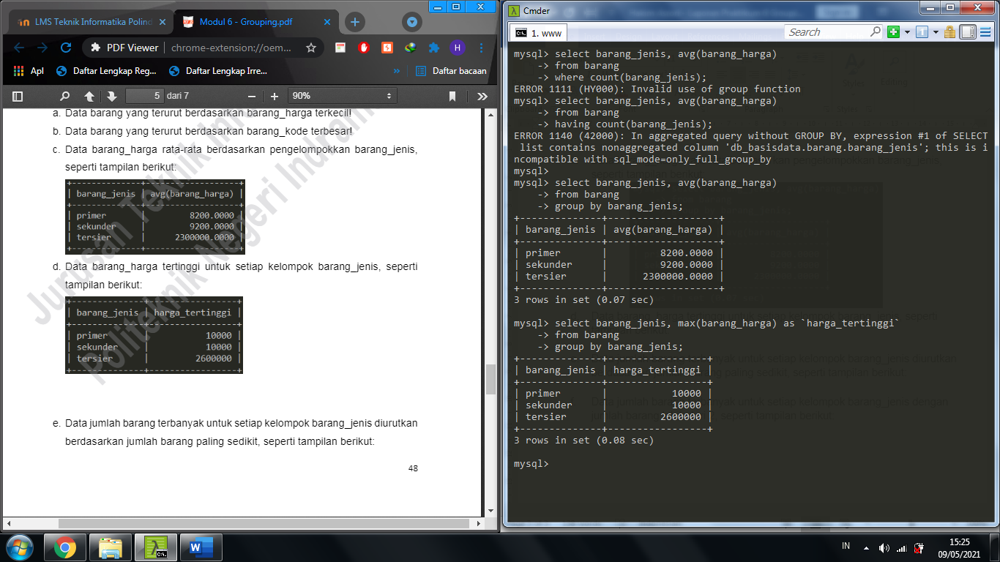 LMS Teknik Informatika Polind
Modul 6 - Grouping.pdf
PDF Viewer
chrome-extension://oem...
H
Apl
Daftar Lengkap Reg...
Daftar Lengkap Irre...
»
Daftar bacaan
5 dari 7
90%
a. Data barang yang terurut berdasarkan barang_harga terkecil!
b. Data barang yang terurut berdasarkan barang_kode terbesar!
c. Data barang_harga rata-rata berdasarkan pengelompokkan barang_jenis,
seperti tampilan berikut:
+--------------+-------------------+
| barang_jenis | avg(barang_harga) |
+--------------+-------------------+
| primer | 8200.0000 |
| sekunder | 9200.0000 |
| tersier | 2300000.0000 |
+--------------+-------------------+
d. Data barang_harga tertinggi untuk setiap kelompok barang_jenis, seperti
tampilan berikut:
+--------------+-----------------+
| barang_jenis | harga_tertinggi |
+--------------+-----------------+
| primer | 10000 |
| sekunder | 10000 |
| tersier | 2600000 |
+--------------+-----------------+
e. Data jumlah barang terbanyak untuk setiap kelompok barang_jenis diurutkan
berdasarkan jumlah barang paling sedikit, seperti tampilan berikut:
48
Jurusan Teknik In
Politeknik Negeri Indram
Cmder
1. www
Search
mysql> select barang_jenis, avg(barang_harga)
-> from barang
-> where count(barang_jenis);
ERROR 1111 (HY000): Invalid use of group function
mysql> select barang_jenis, avg(barang_harga)
-> from barang
-> having count(barang_jenis);
ERROR 1140 (42000): In aggregated query without GROUP BY, expression #1 of SELECT
list contains nonaggregated column 'db_basisdata.barang.barang_jenis'; this is i
ncompatible with sql_mode=only_full_group_by
mysql>
mysql> select barang_jenis, avg(barang_harga)
-> from barang
-> group by barang_jenis;
+--------------+-------------------+
| barang_jenis | avg(barang_harga) |
+--------------+-------------------+
| primer | 8200.0000 |
| sekunder | 9200.0000 |
| tersier | 2300000.0000 |
+--------------+-------------------+
3 rows in set (0.07 sec)
mysql> select barang_jenis, max(barang_harga) as `harga_tertinggi`
-> from barang
-> group by barang_jenis;
+--------------+-----------------+
| barang_jenis | harga_tertinggi |
+--------------+-----------------+
| primer | 10000 |
| sekunder | 10000 |
| tersier | 2600000 |
+--------------+-----------------+
3 rows in set (0.08 sec)
mysql>
IN
15:25
09/05/2021